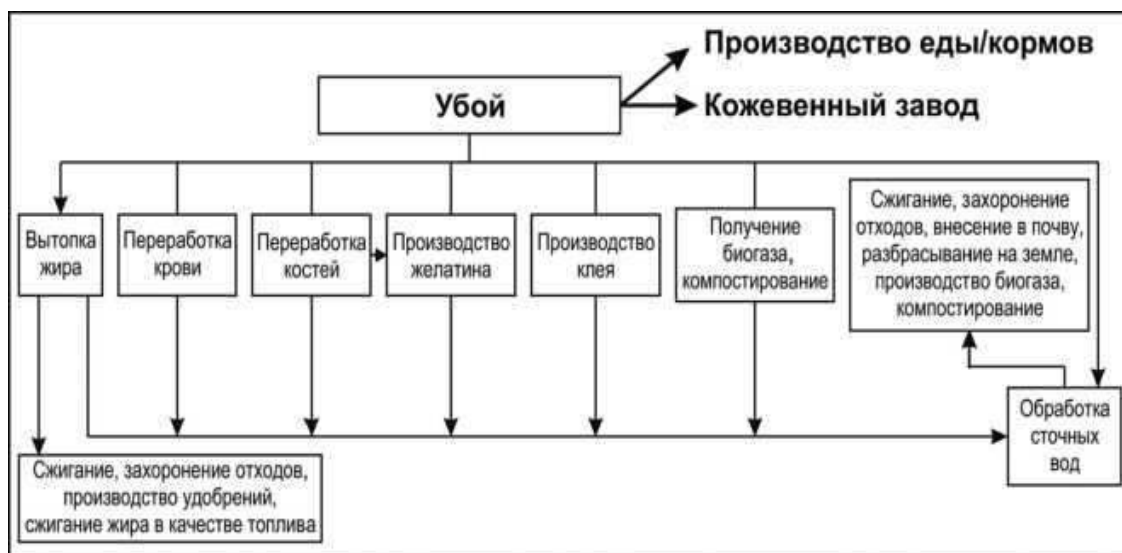 Производство еды/кормов
Убой
Кожевенный завод
Вытопка
жира
Переработка
крови
Переработка
костей
Производство
желатина
Производство
клея
Получение
биогаза,
компостирование
Сжигание, захоронение
отходов, внесение в почву,
разбрасывание на земле,
производство биогаза,
компостирование
Обработка
сточных
вод
Сжигание, захоронение отходов,
производство удобрений,
сжигание жира в качестве топлива